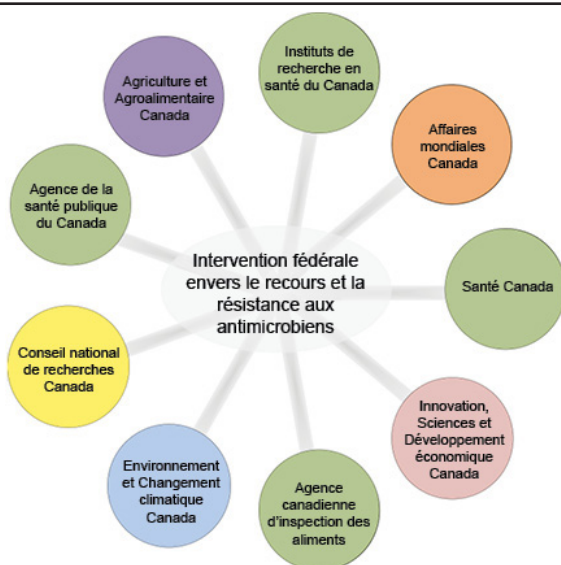 Instituts de
recherche en
santé du Canada
Agriculture et
Agroalimentaire
Canada
Affaires
mondiales
Canada
Agence de la
santé publique
du Canada
Intervention fédérale
envers le recours et la
résistance aux
antimicrobiens
Santé Canada
Conseil national
de recherches
Canada
Innovation,
Sciences et
Développement
économique
Canada
Environnement
et Changement
climatique
Canada
Agence
canadienne
d'inspection des
aliments